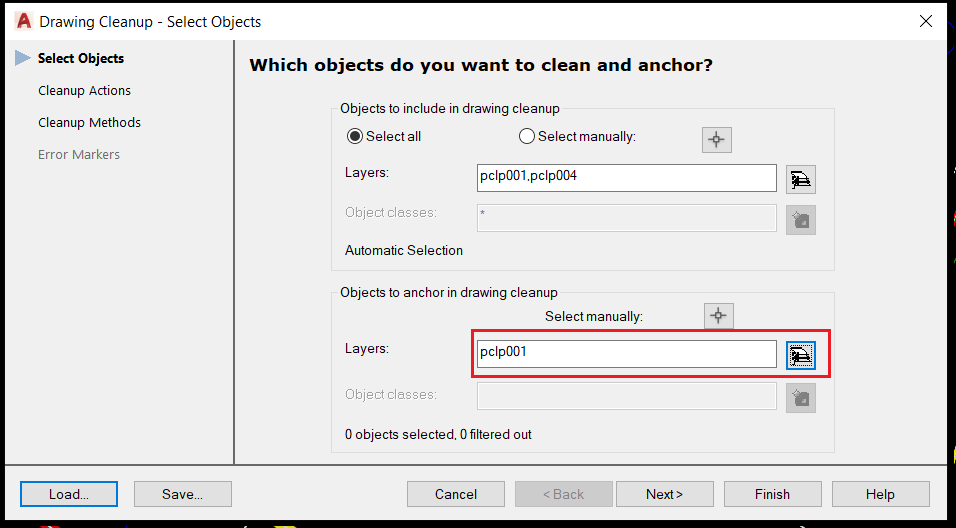 Drawing Cleanup - Select Objects
Select Objects
Cleanup Actions
Cleanup Methods
Error Markers
Which objects do you want to clean and anchor?
Objects to include in drawing cleanup
Select all Select manually:
Layers: pclp001,pclp004
Object classes: *
Automatic Selection
Objects to anchor in drawing cleanup
Select manually:
Layers: pclp001
Object classes:
0 objects selected, 0 filtered out
Load... Save... Cancel < Back Next > Finish Help